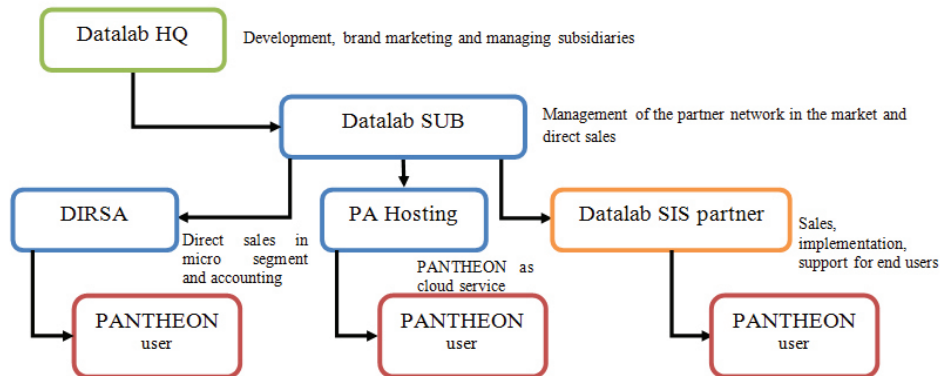 Datalab HQ
Development, brand marketing and managing subsidiaries
Datalab SUB
Management of the partner network in the market and
direct sales
DIRSA
PA Hosting
Datalab SIS partner
Direct sales in
micro segment
and accounting
PANTHEON as
cloud service
Sales,
implementation,
support for end users
PANTHEON
user
PANTHEON
user
PANTHEON
user